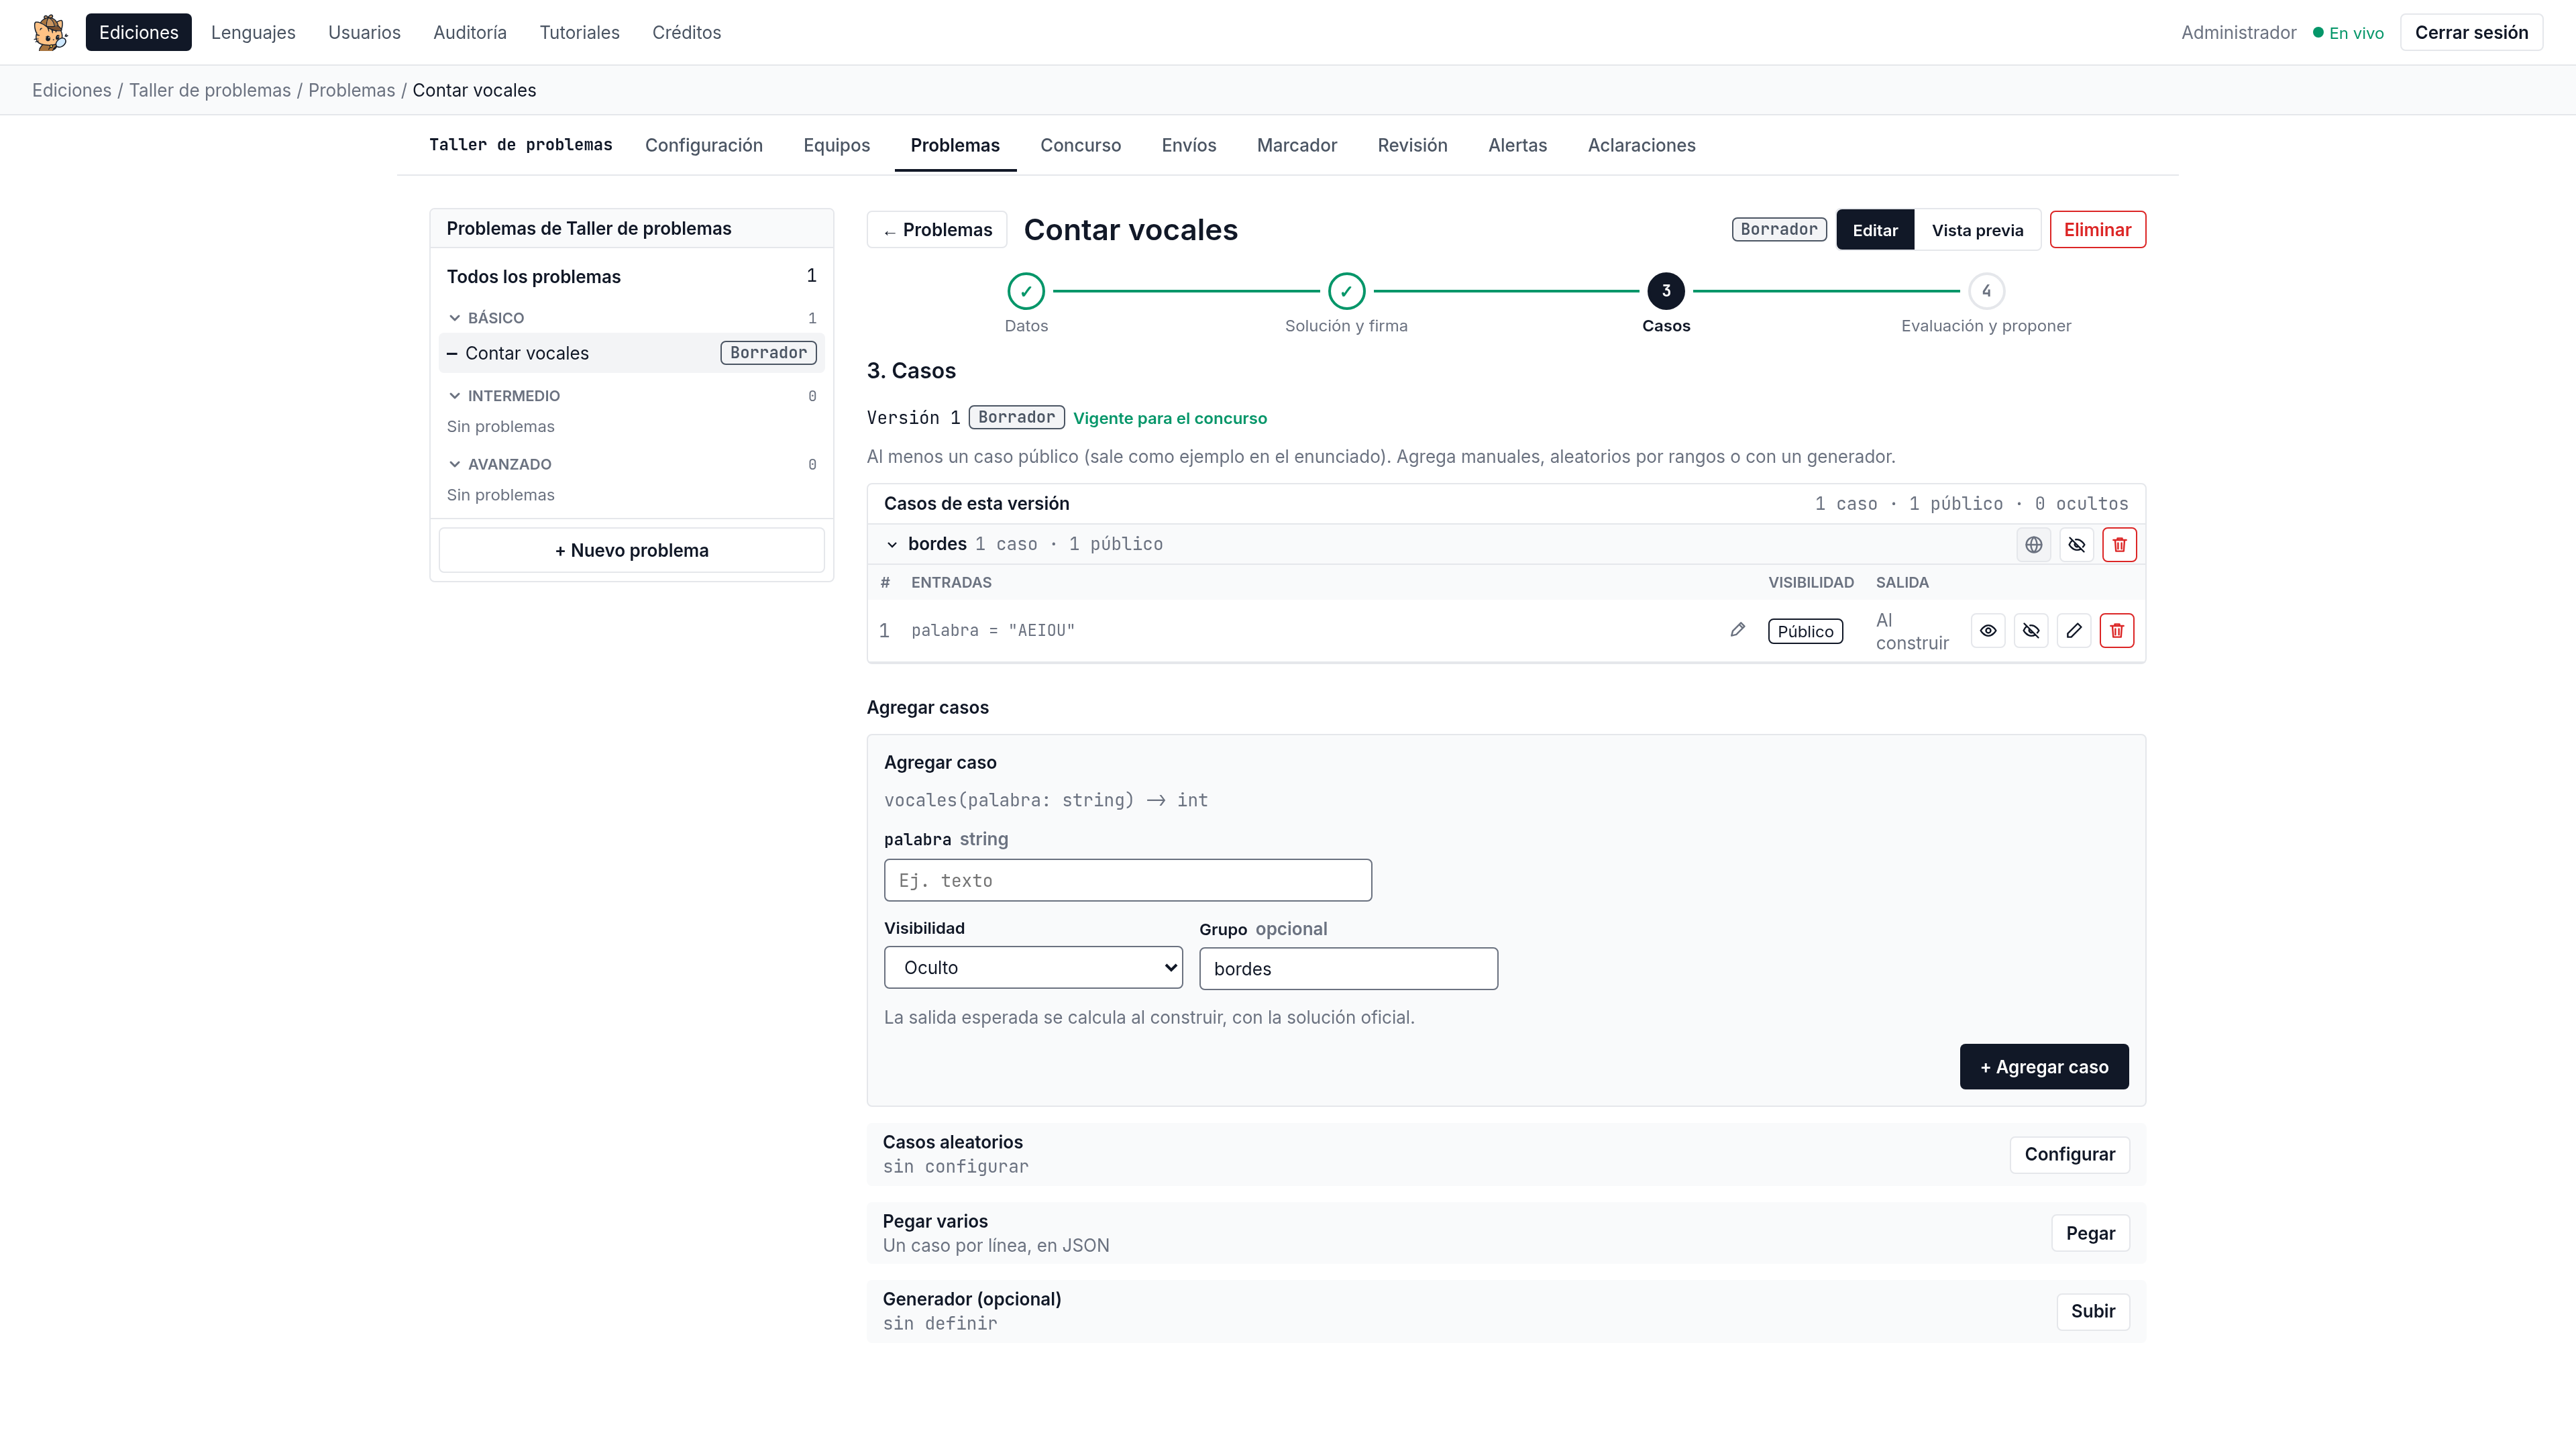 Ediciones Lenguajes Usuarios Auditoría Tutoriales Créditos Administrador En vivo Cerrar sesión
Ediciones / Taller de problemas / Problemas / Contar vocales
Taller de problemas Configuración Equipos Problemas Concurso Envíos Marcador Revisión Alertas Aclaraciones
Problemas de Taller de problemas
Todos los problemas 1
BÁSICO 1
– Contar vocales Borrador
INTERMEDIO 0
Sin problemas
AVANZADO 0
Sin problemas
+ Nuevo problema
← Problemas Contar vocales Borrador Editar Vista previa Eliminar
✓ ✓ 3 4
Datos Solución y firma Casos Evaluación y proponer
3. Casos
Versión 1 Borrador Vigente para el concurso
Al menos un caso público (sale como ejemplo en el enunciado). Agrega manuales, aleatorios por rangos o con un generador.
Casos de esta versión 1 caso · 1 público · 0 ocultos
bordes 1 caso · 1 público
# ENTRADAS VISIBILIDAD SALIDA
1 palabra = "AEIOU" Público Al construir
Agregar casos
Agregar caso
vocales(palabra: string) → int
palabra string
Ej. texto
Visibilidad Grupo opcional
Oculto bordes
La salida esperada se calcula al construir, con la solución oficial.
+ Agregar caso
Casos aleatorios
sin configurar
Configurar
Pegar varios
Un caso por línea, en JSON
Pegar
Generador (opcional)
sin definir
Subir